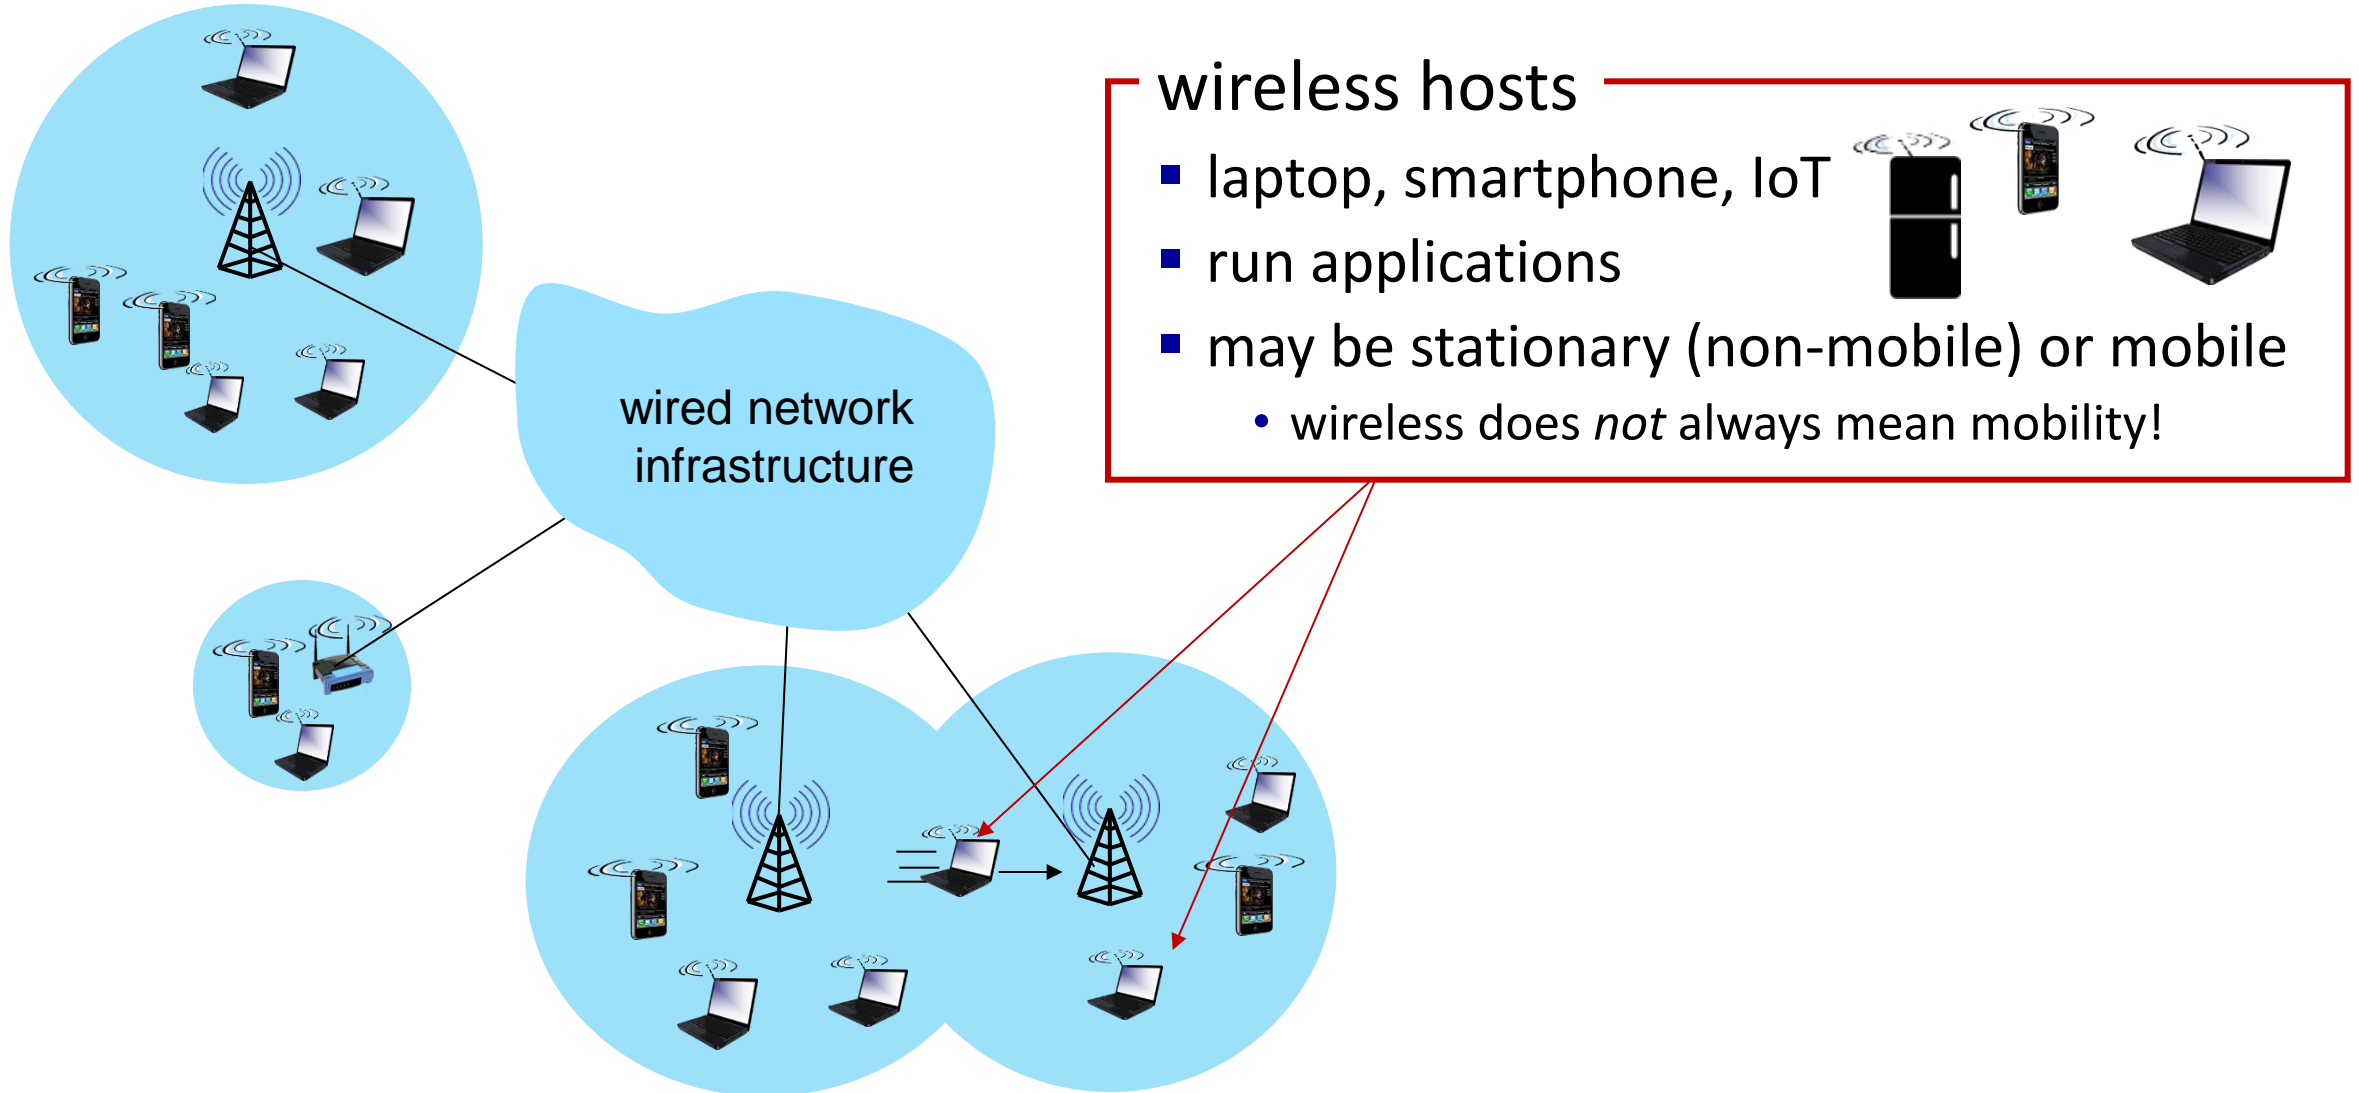 wireless hosts
▪ laptop, smartphone, IoT
▪ run applications
▪ may be stationary (non-mobile) or mobile
• wireless does not always mean mobility!
wired network
infrastructure